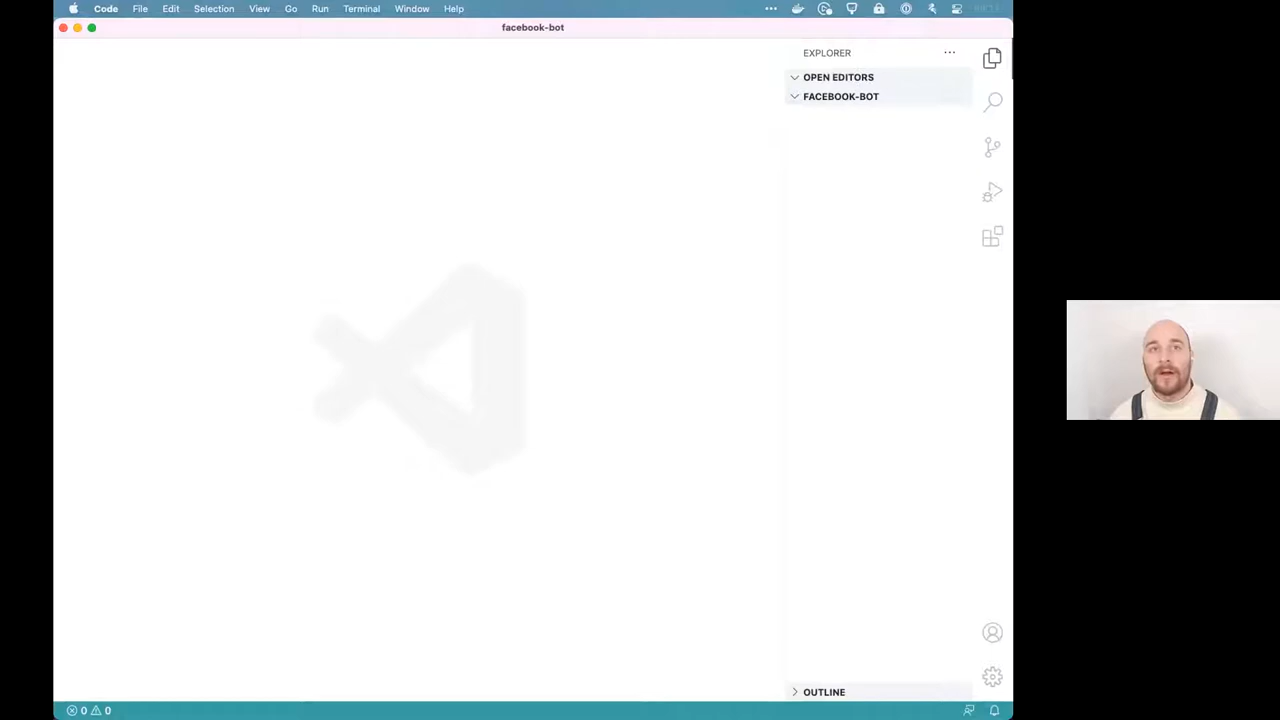 Code File Edit Selection View Go Run Terminal Window Help
facebook-bot
EXPLORER
OPEN EDITORS
FACEBOOK-BOT
OUTLINE
0 0